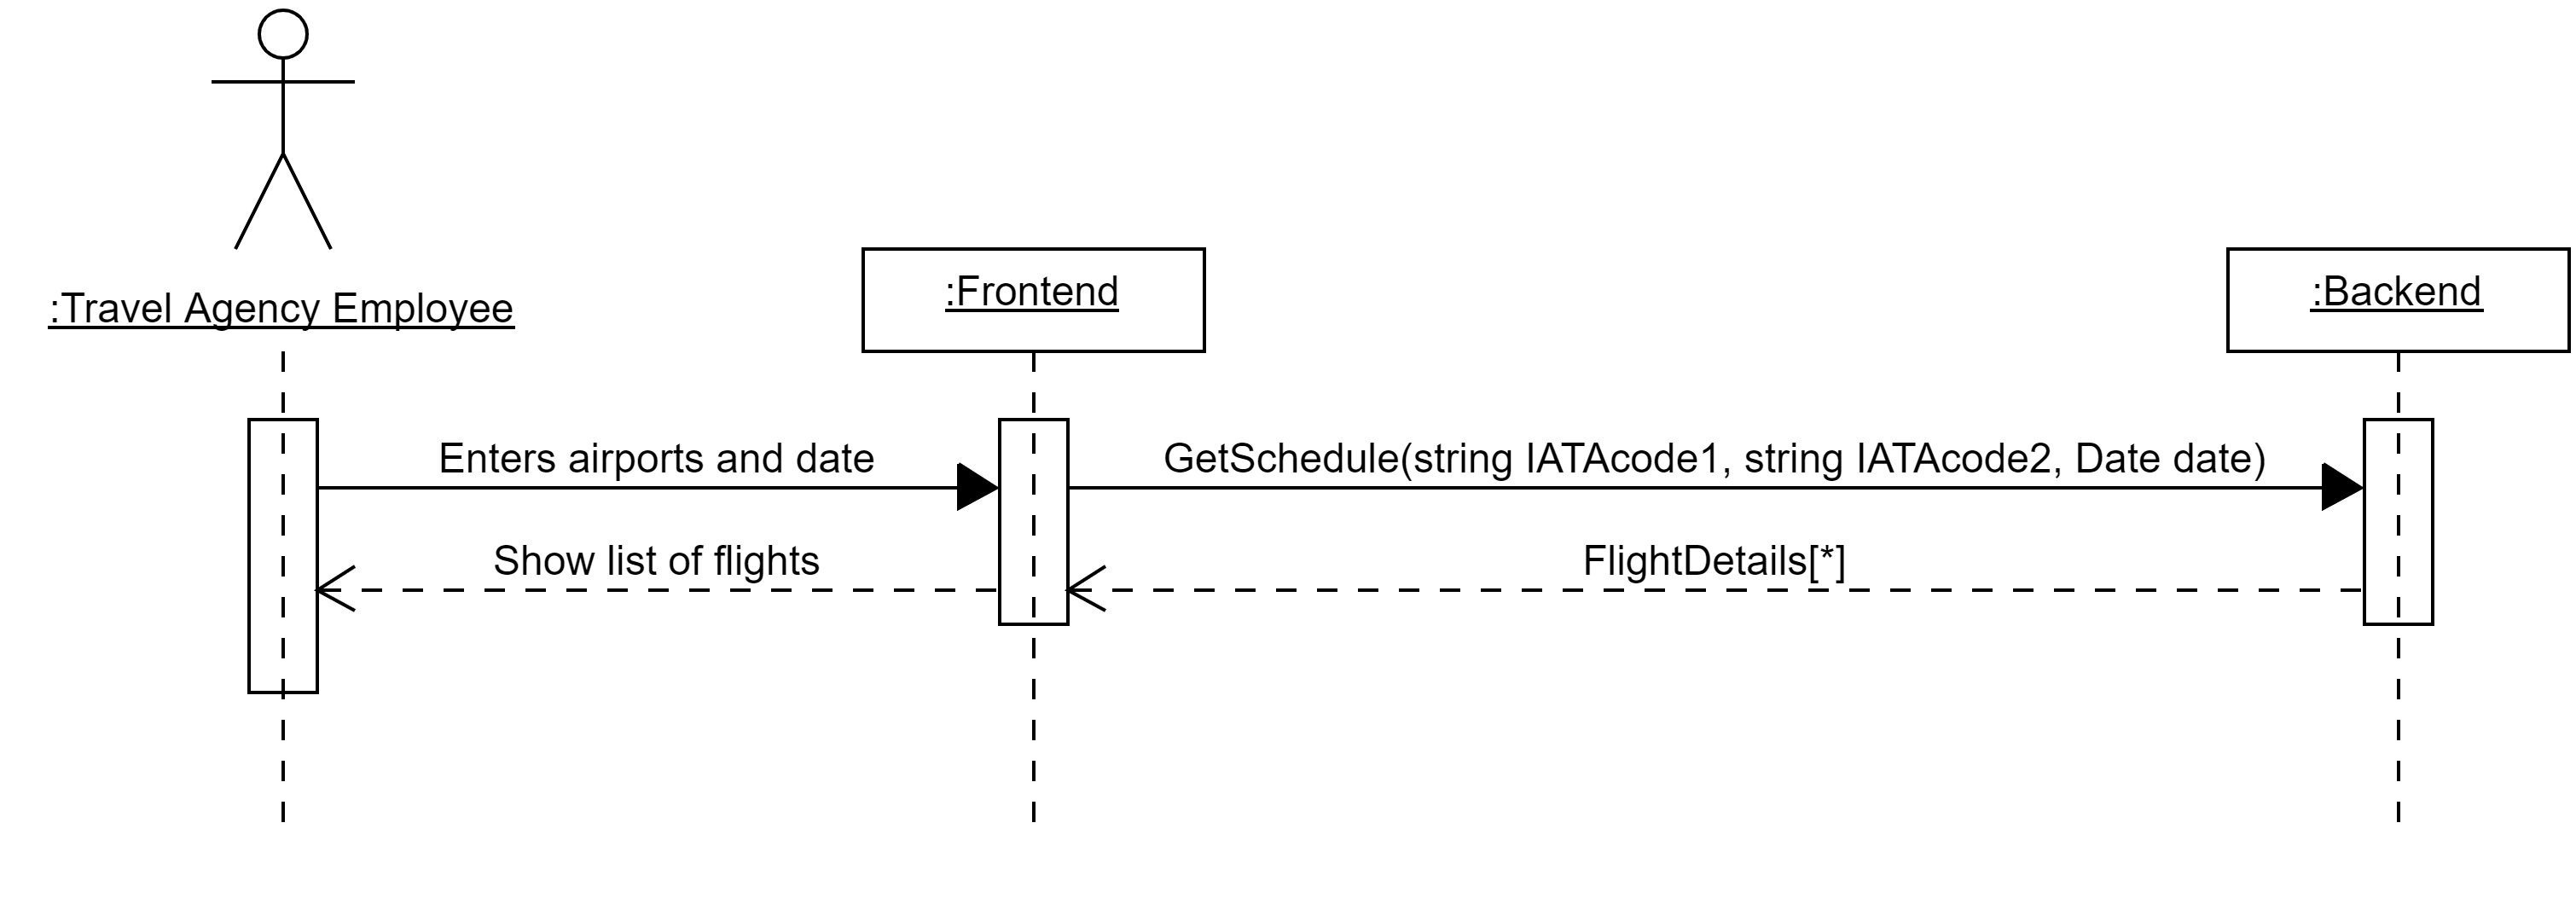 :Travel Agency Employee
:Frontend
:Backend
Enters airports and date
GetSchedule(string IATAcode1, string IATAcode2, Date date)
Show list of flights
FlightDetails[*]